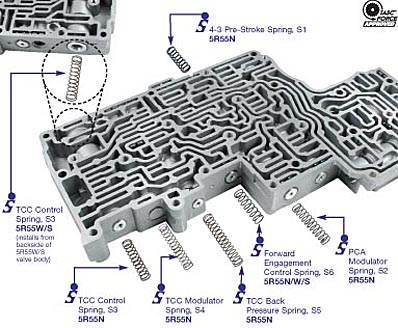 4-3 Pre-Stroke Spring, S1
5R55N
TASC
FORCE
APPROVED
TCC Control
Spring, S3
5R55W/S
(installs from
backside of
5R55W/S
valve body)
TCC Control
Spring, S3
5R55N
TCC Modulator
Spring, S4
5R55N
TCC Back
Pressure Spring, S5
5R55N
Forward
Engagement
Control Spring, S6
5R55N/W/S
PCA
Modulator
Spring, S2
5R55N